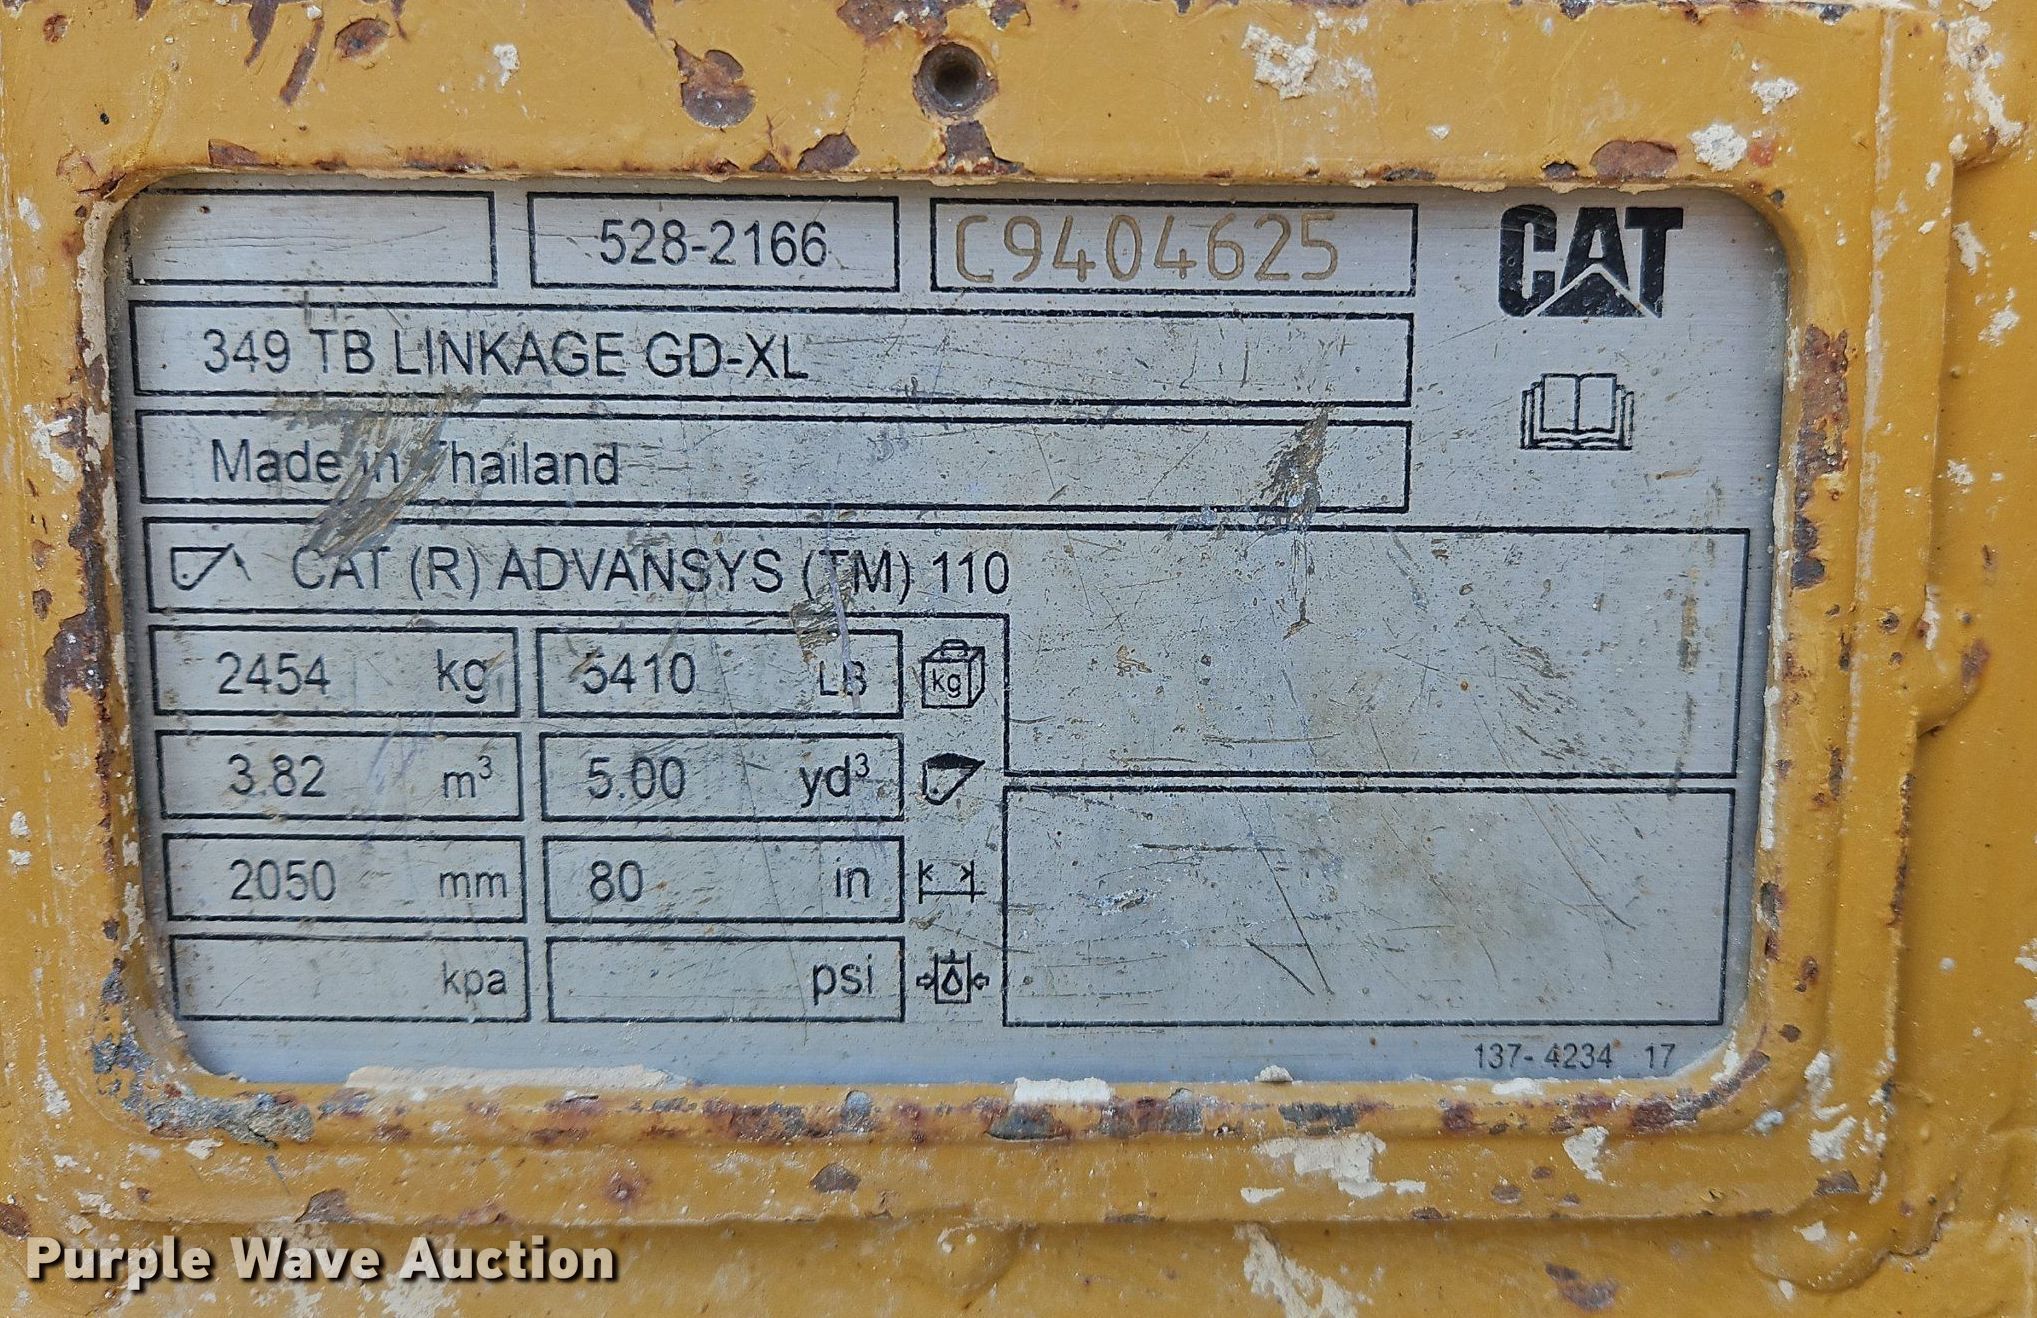 528-2166 C9404625 CAT
349 TB LINKAGE GD-XL
Made in Thailand
CAT (R) ADVANSYS (TM) 110
2454 kg 5410 LB kg
3.82 m³ 5.00 yd³
2050 mm 80 in
kpa psi
137-4234 17
Purple Wave Auction